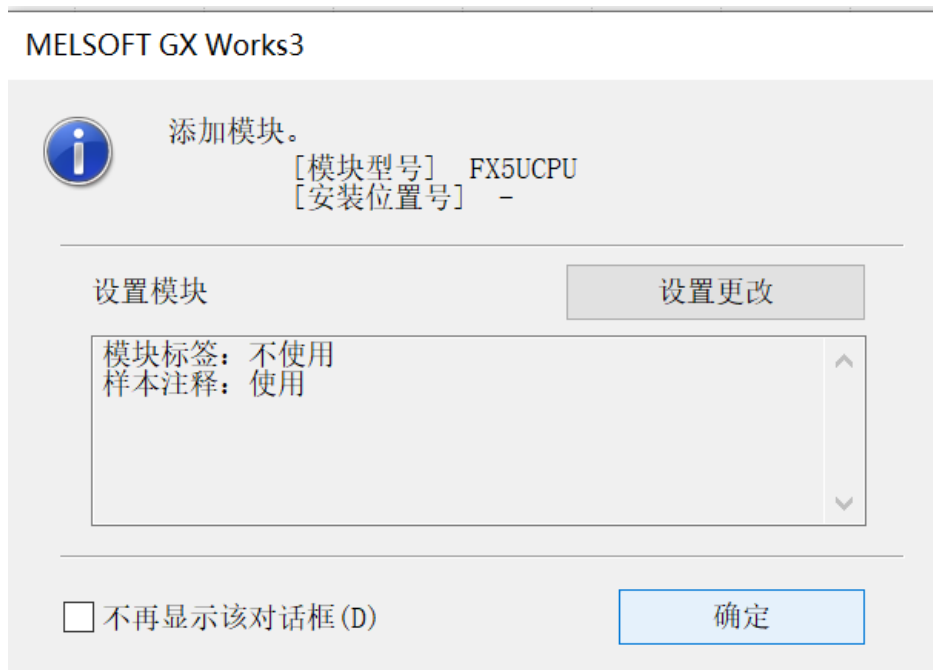 MELSOFT GX Works3
添加模块。
[模块型号] FX5UCPU
[安装位置号] -
设置模块
设置更改
模块标签：不使用
样本注释：使用
不再显示该对话框(D)
确定